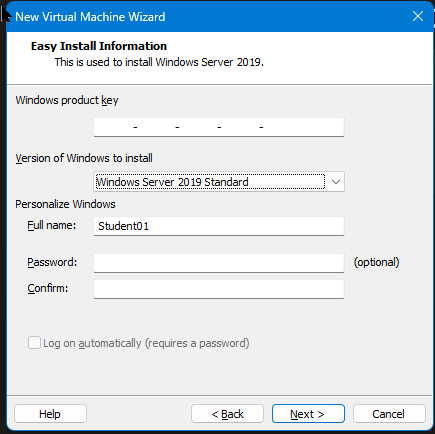 New Virtual Machine Wizard
Easy Install Information
This is used to install Windows Server 2019.
Windows product key
- - - -
Version of Windows to install
Windows Server 2019 Standard
Personalize Windows
Full name: Student01
Password: (optional)
Confirm:
Log on automatically (requires a password)
Help < Back Next > Cancel